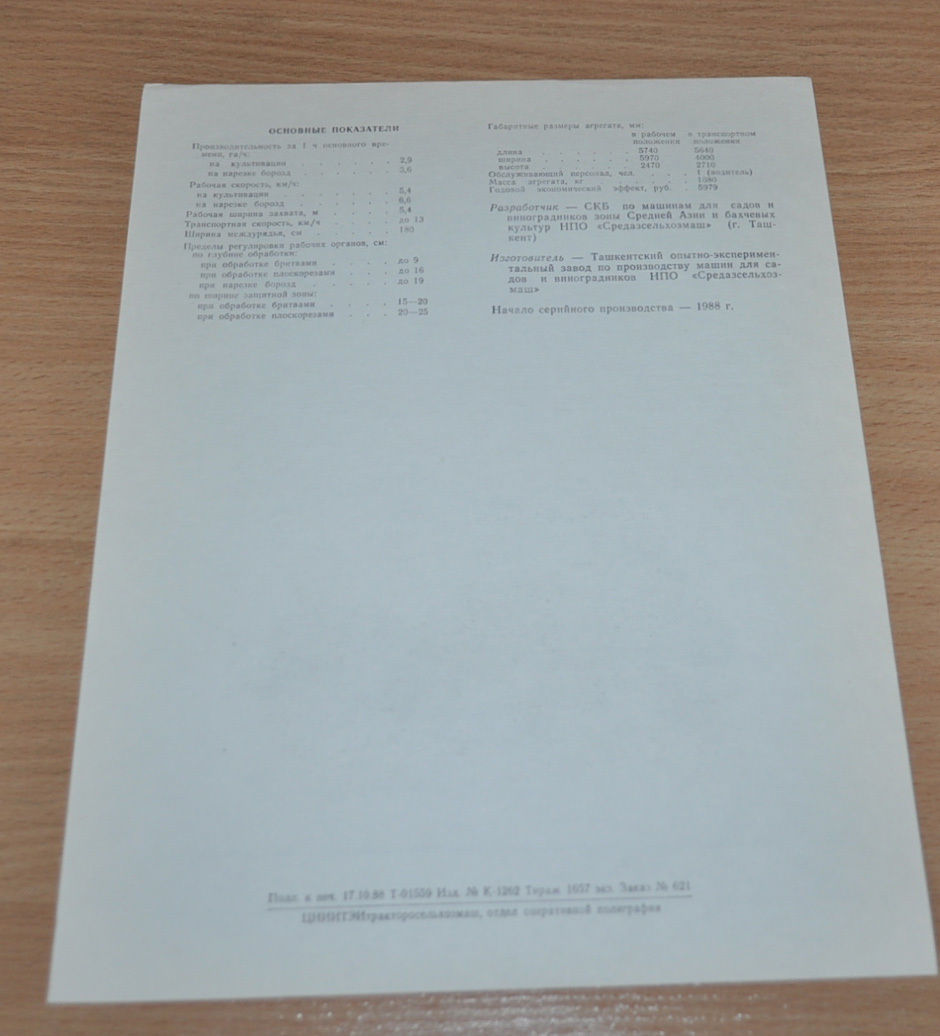 ОСНОВНЫЕ ПОКАЗАТЕЛИ
Производительность за 1 ч основного вре-
мени, га/ч:
на культивации . . . . . . 2,9
на нарезке борозд . . . . . 3,6
Рабочая скорость, км/ч:
на культивации . . . . . . 5,4
на нарезке борозд . . . . . 6,6
Рабочая ширина захвата, м . . . . 5,4
Транспортная скорость, км/ч . . . . до 13
Ширина междурядья, см . . . . . 180
Пределы регулировки рабочих органов, см:
по глубине обработки:
при обработке бритвами . . . . до 9
при обработке плоскорезами . . . до 16
при нарезке борозд . . . . . до 19
по ширине защитной зоны:
при обработке бритвами . . . . 15—20
при обработке плоскорезами . . . 20—25
Габаритные размеры агрегата, мм:
в рабочем в транспортном
положении положении
длина . . . . . . . 5740 5640
ширина . . . . . . 5970 4000
высота . . . . . . 2470 2710
Обслуживающий персонал, чел. . . . . 1 (водитель)
Масса агрегата, кг . . . . . 1380
Годовой экономический эффект, руб. . . 5979
Разработчик — СКБ по машинам для садов и
виноградников зоны Средней Азии и бахчевых
культур НПО «Средазсельхозмаш» (г. Таш-
кент)
Изготовитель — Ташкентский опытно-эксперимен-
тальный завод по производству машин для са-
дов и виноградников НПО «Средазсельхоз-
маш»
Начало серийного производства — 1988 г.
Подп. к печ. 17.10.88 Т-01559 Изд. № К-1262 Тираж 1657 экз. Заказ № 621
ЦНИИТЭИтракторосельхозмаш, отдел оперативной полиграфии